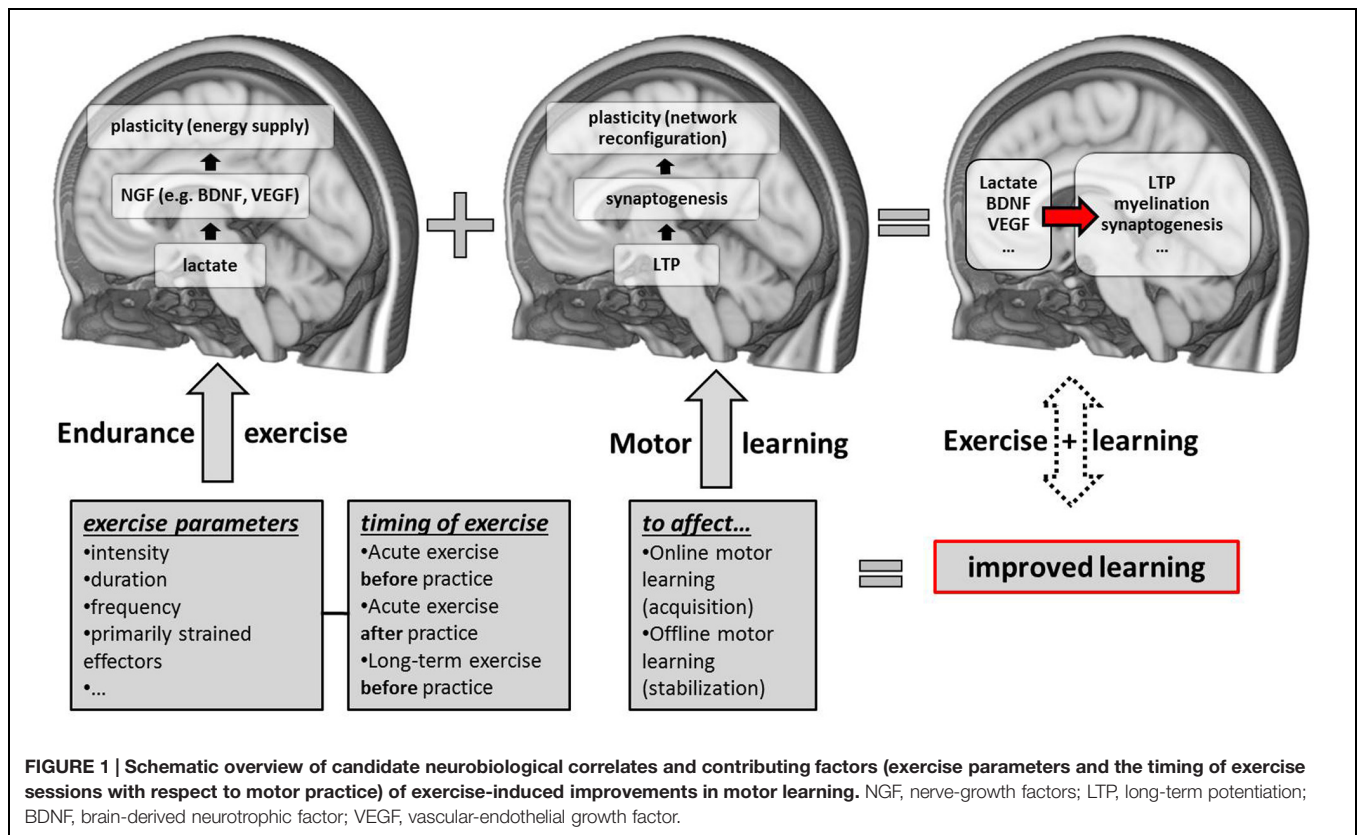 plasticity (energy supply)
NGF (e.g. BDNF, VEGF)
lactate
plasticity (network
reconfiguration)
synaptogenesis
LTP
Lactate
BDNF
VEGF
...
LTP
myelination
synaptogenesis
...
Endurance exercise
Motor learning
Exercise + learning
exercise parameters
•intensity
•duration
•frequency
•primarily strained
effectors
•...
timing of exercise
•Acute exercise
before practice
•Acute exercise
after practice
•Long-term exercise
before practice
to affect...
•Online motor
learning
(acquisition)
•Offline motor
learning
(stabilization)
improved learning
FIGURE 1 | Schematic overview of candidate neurobiological correlates and contributing factors (exercise parameters and the timing of exercise
sessions with respect to motor practice) of exercise-induced improvements in motor learning. NGF, nerve-growth factors; LTP, long-term potentiation;
BDNF, brain-derived neurotrophic factor; VEGF, vascular-endothelial growth factor.